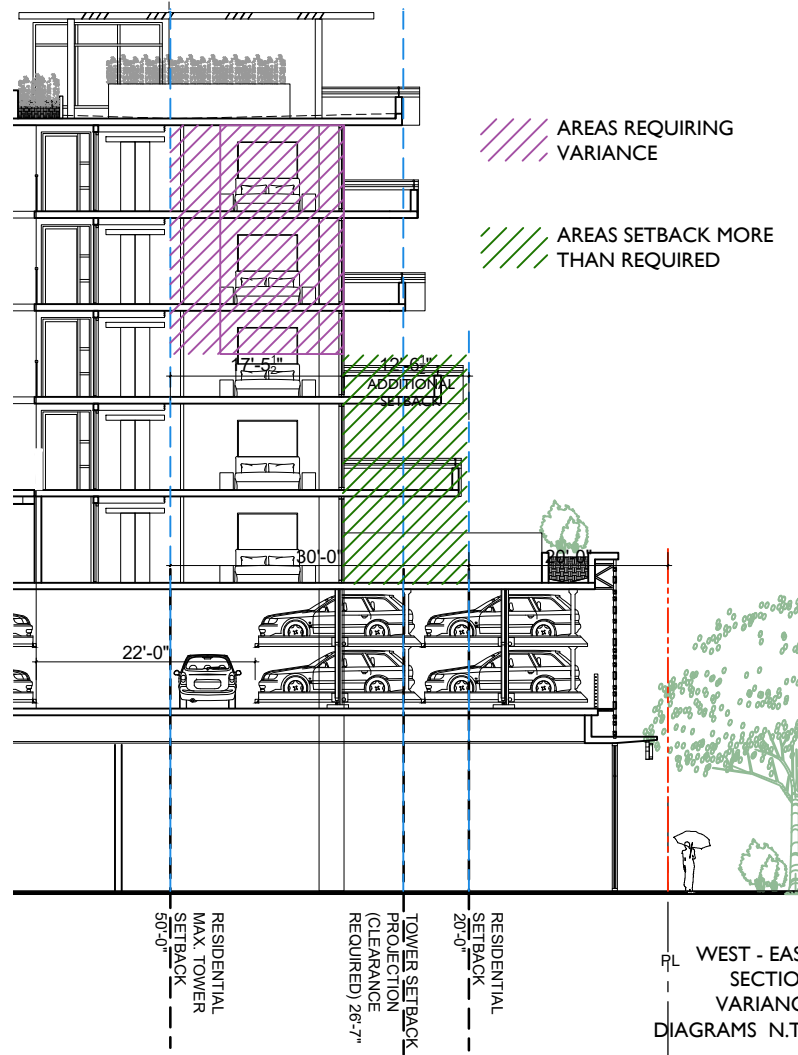 AREAS REQUIRING
VARIANCE
AREAS SETBACK MORE
THAN REQUIRED
17'-5½"
12'-6½"
ADDITIONAL
SETBACK
30'-0"
20'-0"
22'-0"
RESIDENTIAL
MAX. TOWER
SETBACK
50'-0"
TOWER SETBACK
PROJECTION
(CLEARANCE
REQUIRED) 26'-7"
RESIDENTIAL
SETBACK
20'-0"
PL
WEST - EAS
SECTIO
VARIANC
DIAGRAMS N.T